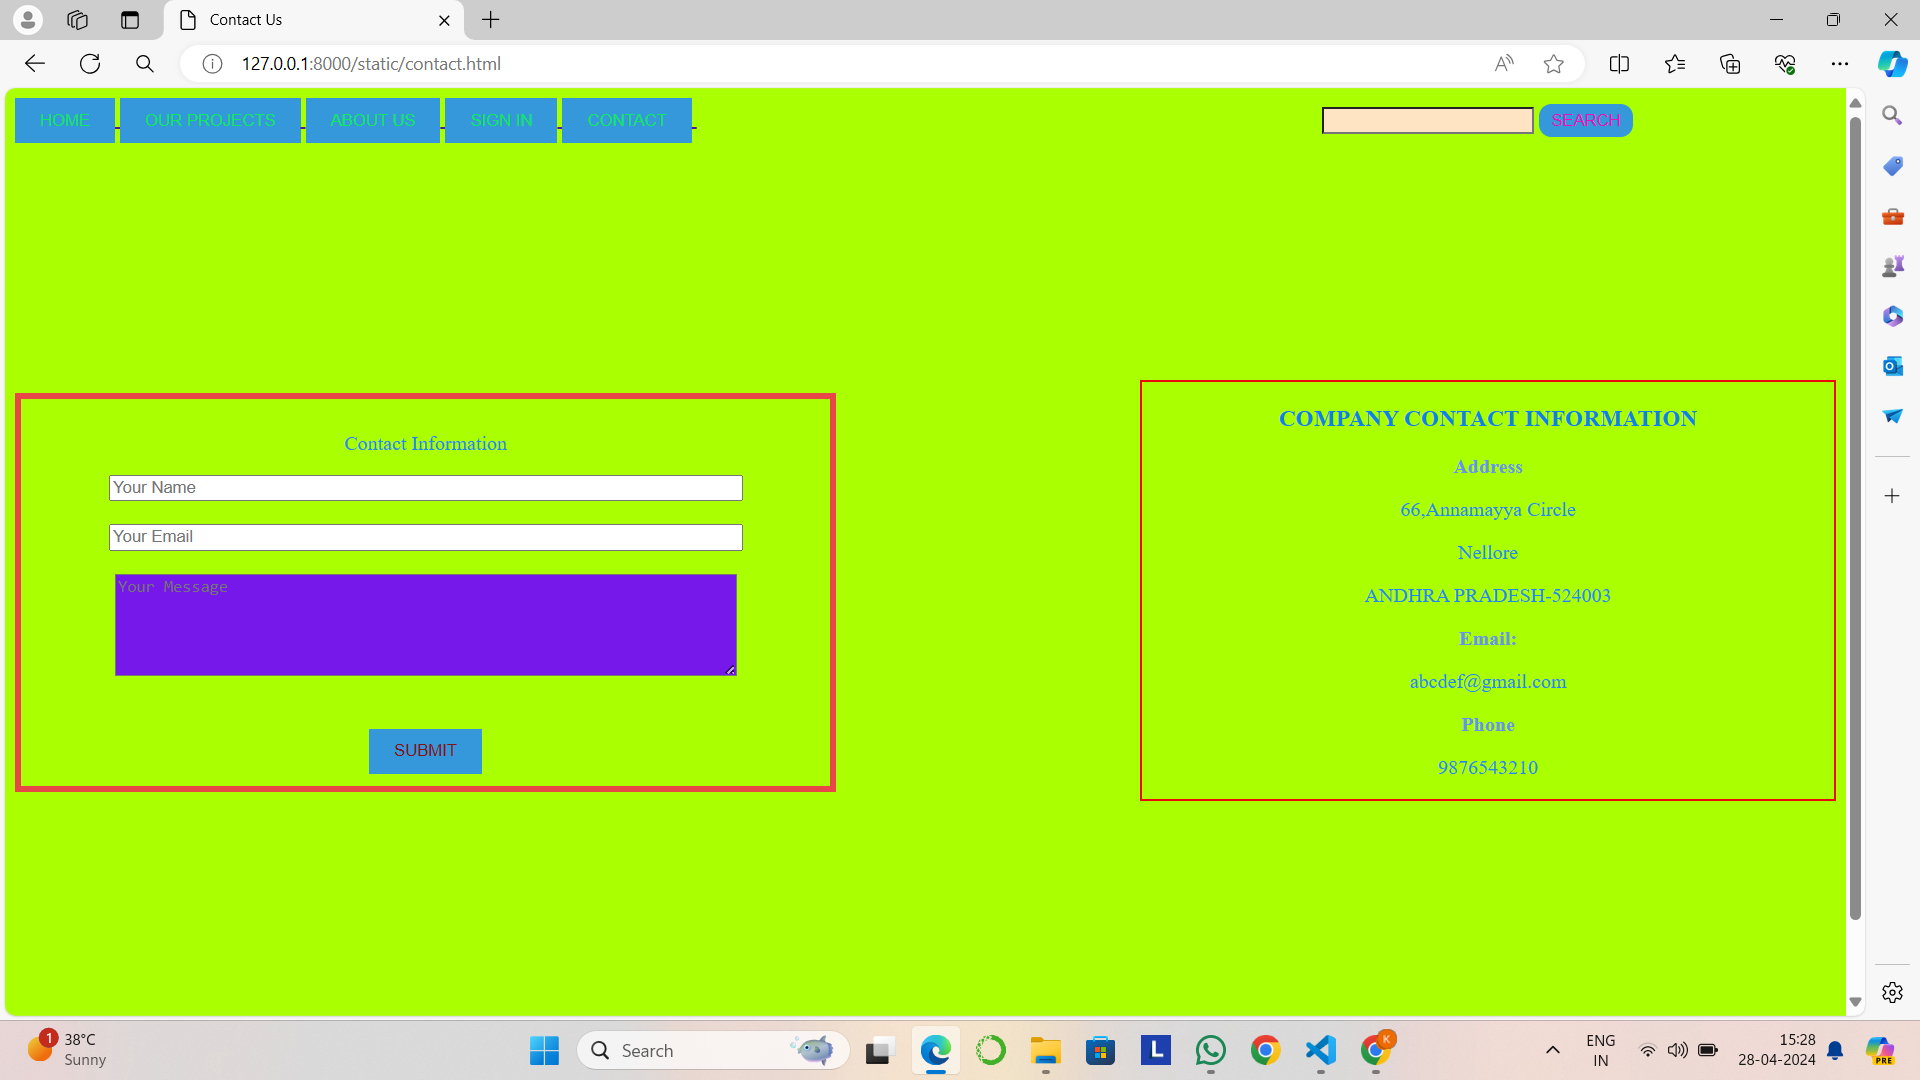 Contact Us
127.0.0.1:8000/static/contact.html
HOME OUR PROJECTS ABOUT US SIGN IN CONTACT SEARCH
Contact Information
Your Name
Your Email
Your Message
SUBMIT
COMPANY CONTACT INFORMATION
Address
66,Annamayya Circle
Nellore
ANDHRA PRADESH-524003
Email:
abcdef@gmail.com
Phone
9876543210
1
38°C
Sunny
Search
L
K
ENG
IN
15:28
28-04-2024
PRE